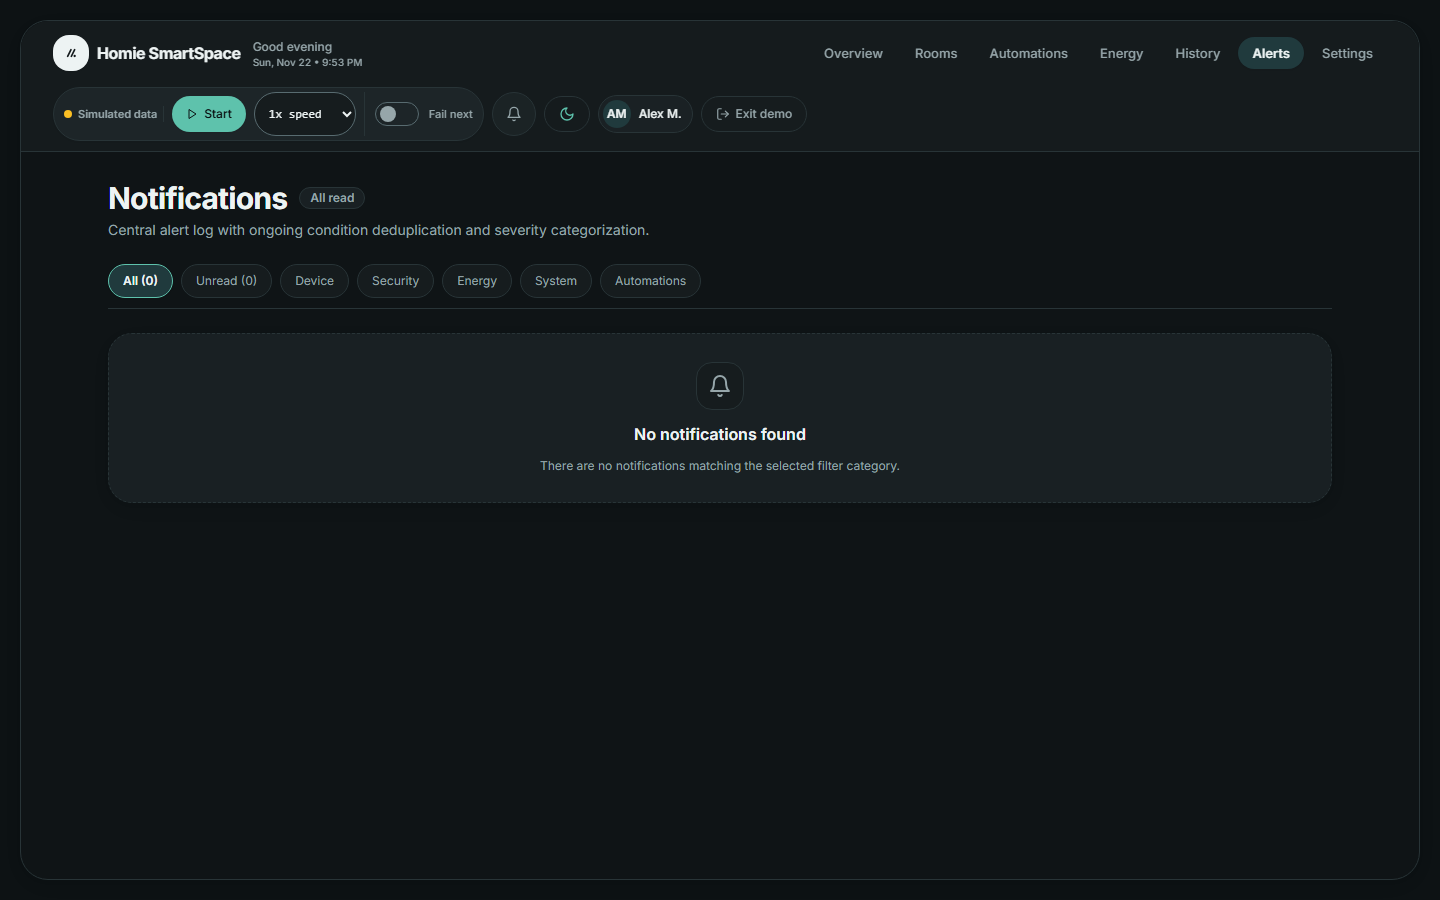 Homie SmartSpace
Good evening
Sun, Nov 22 • 9:53 PM
Overview
Rooms
Automations
Energy
History
Alerts
Settings
Simulated data
Start
1x speed
Fail next
AM
Alex M.
Exit demo
Notifications
All read
Central alert log with ongoing condition deduplication and severity categorization.
All (0)
Unread (0)
Device
Security
Energy
System
Automations
No notifications found
There are no notifications matching the selected filter category.